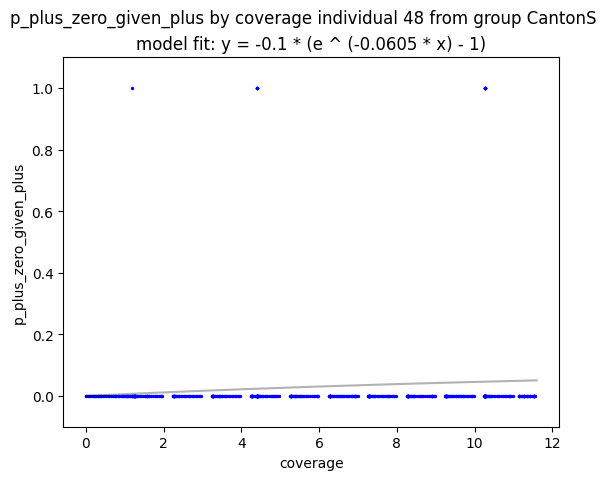 p_plus_zero_given_plus by coverage individual 48 from group CantonS
model fit: y = -0.1 * (e ^ (-0.0605 * x) - 1)
p_plus_zero_given_plus
1.0
0.8
0.6
0.4
0.2
0.0
0 2 4 6 8 10 12
coverage